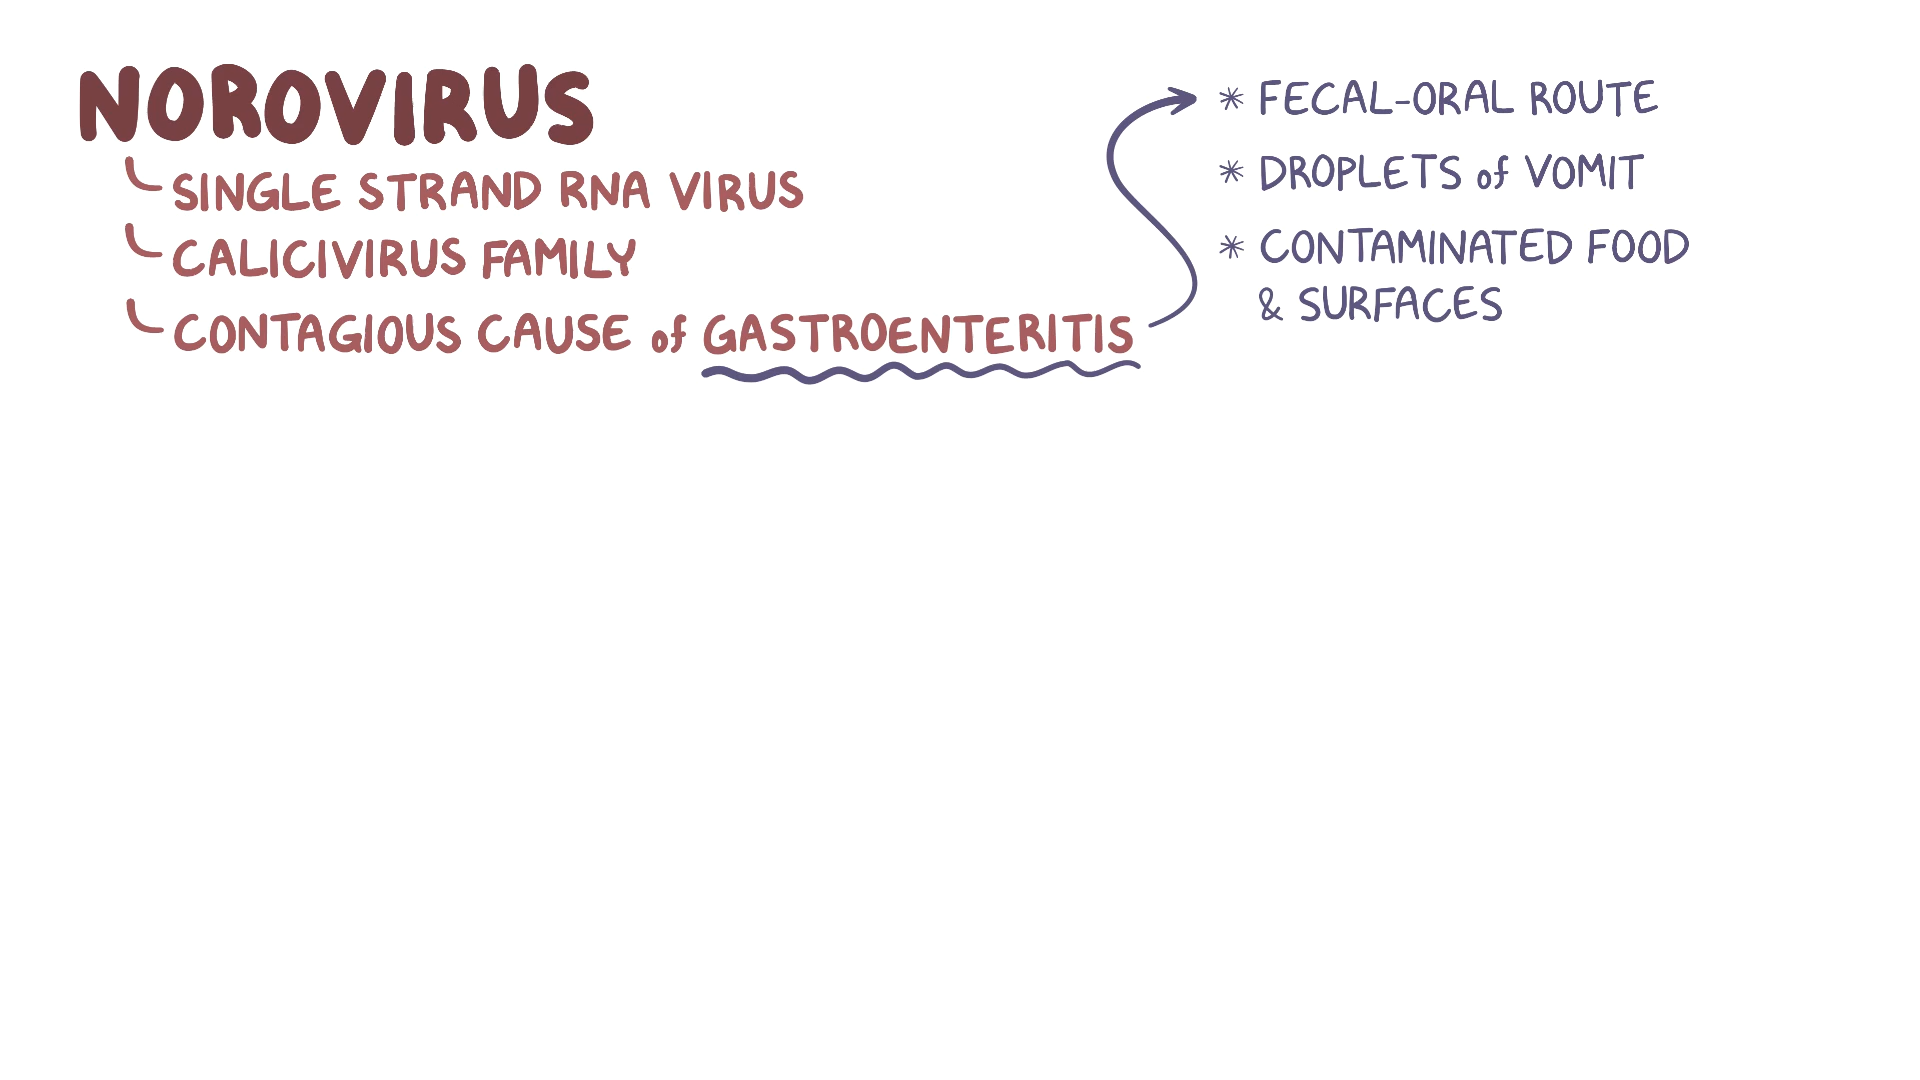 NOROVIRUS
SINGLE STRAND RNA VIRUS
CALICIVIRUS FAMILY
CONTAGIOUS CAUSE of GASTROENTERITIS
* FECAL-ORAL ROUTE
* DROPLETS of VOMIT
* CONTAMINATED FOOD
& SURFACES